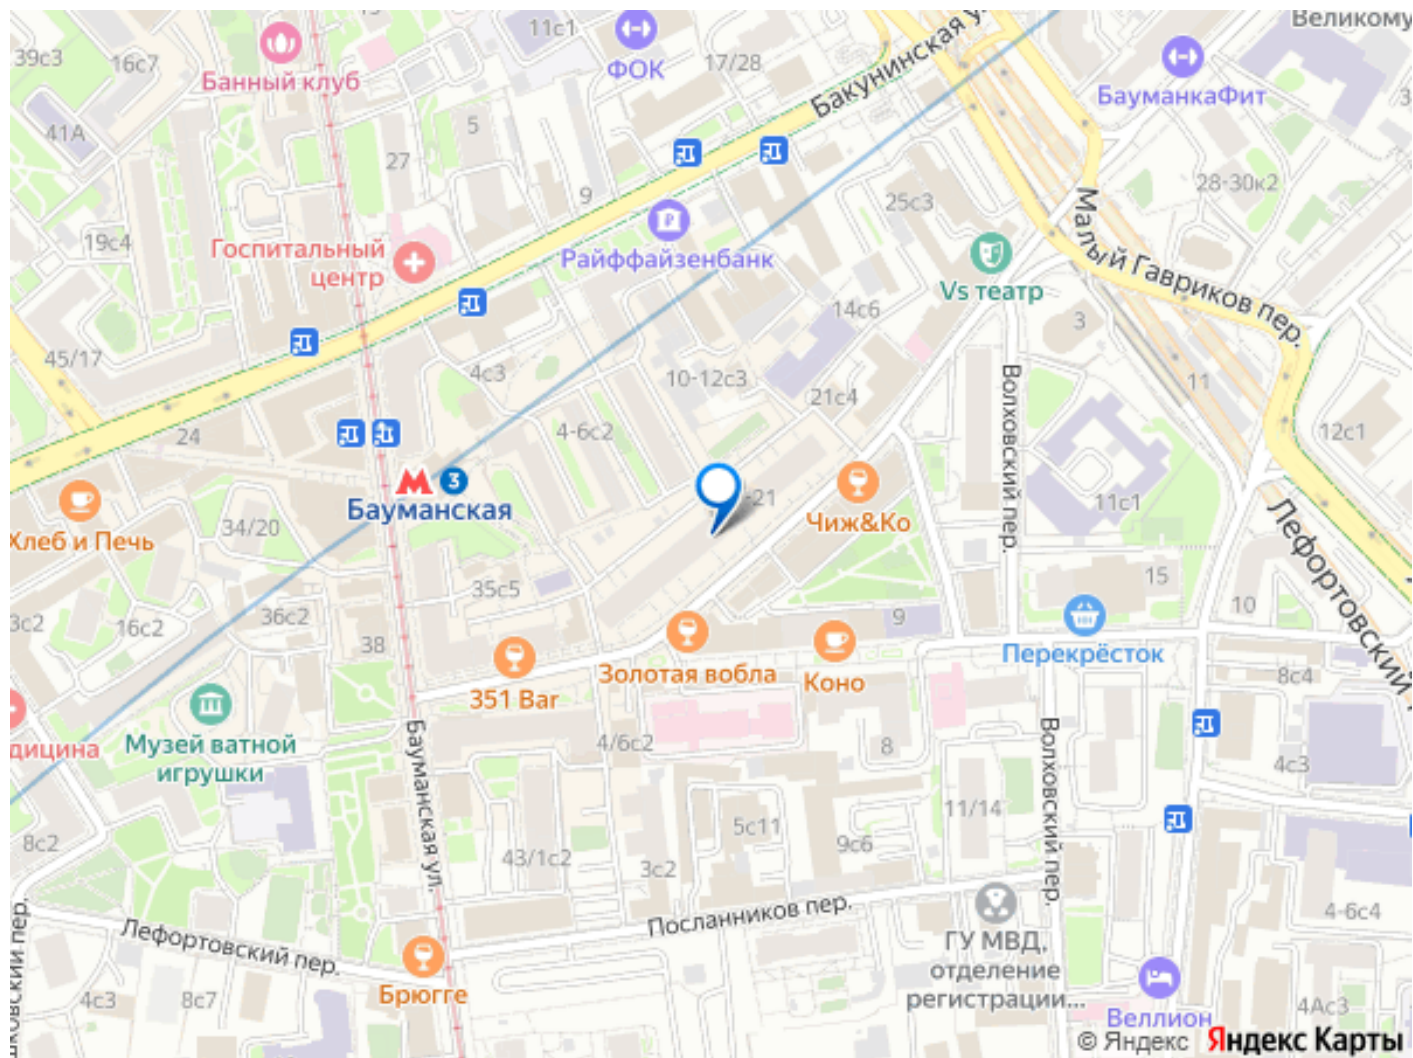 Великому
39с3
16с7
Банный клуб
11с1
ФОК
17/28
Бакунинская у
БауманкаФит
41А
5
27
9
28-30к2
25с3
19с4
Госпитальный
центр
Райффайзенбанк
Vs театр
Малый Гавриков пер.
14с6
3
45/17
4с3
10-12с3
21с4
Волховский пер.
11
24
4-6с2
12с1
М 3
Бауманская
-21
Чиж&Ко
11с1
Хлеб и Печь
34/20
Лефортовский
35с5
15
3с2
16с2
36с2
38
9
10
351 Bar
Золотая вобла
Коно
Перекрёсток
8с4
дицина
Музей ватной
игрушки
Бауманская ул.
4/6с2
8
Волховский пер.
4с3
8с2
43/1с2
3с2
5с11
9с6
11/14
Посланников пер.
Лефортовский пер.
ГУ МВД,
отделение
регистрации...
4-6с4
4с3
8с7
Брюгге
Веллион
4Ас3
© Яндекс Яндекс Карты